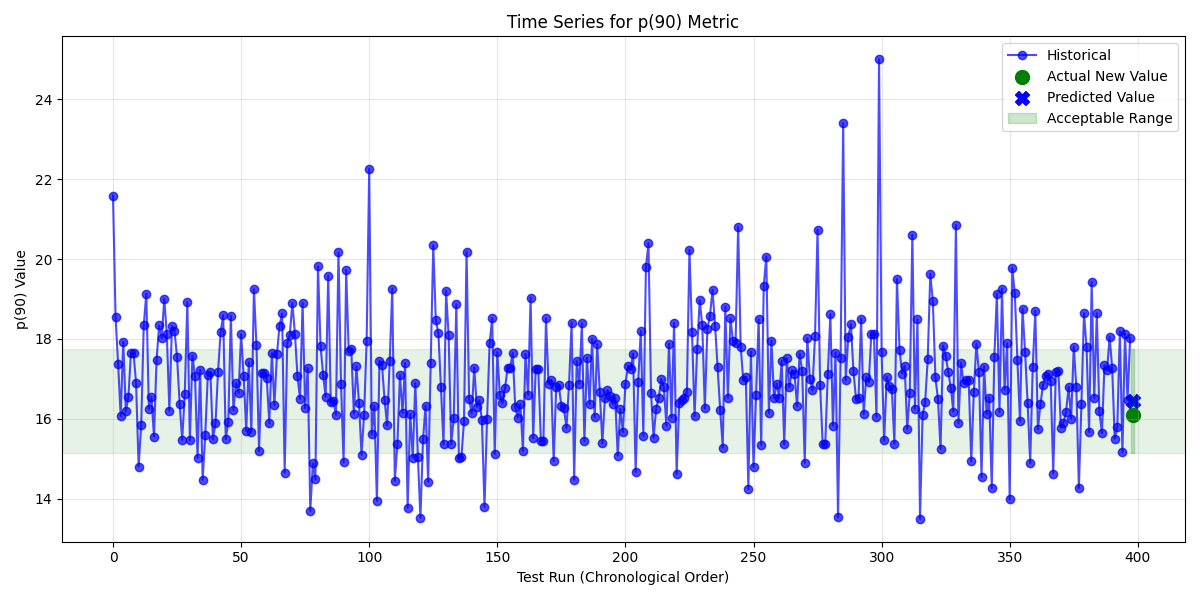 Time Series for p(90) Metric
Historical
Actual New Value
Predicted Value
Acceptable Range
p(90) Value
24
22
20
18
16
14
0
50
100
150
200
250
300
350
400
Test Run (Chronological Order)